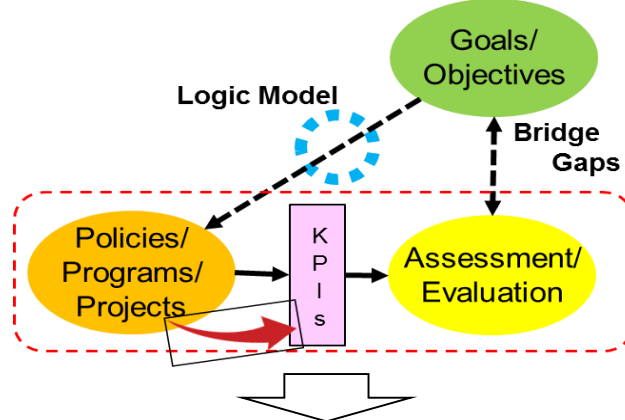 Goals/
Objectives
Logic Model
Bridge
Gaps
Policies/
Programs/
Projects
K
P
I
s
Assessment/
Evaluation